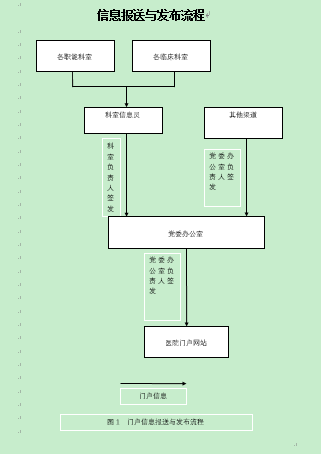 信息报送与发布流程
各职能科室
各临床科室
科室信息员
其他渠道
科
室
负
责
人
签
发
党委办
公室负
责人签
发
党委办公室
党委办
公室负
责人签
发
医院门户网站
门户信息
图1 门户信息报送与发布流程